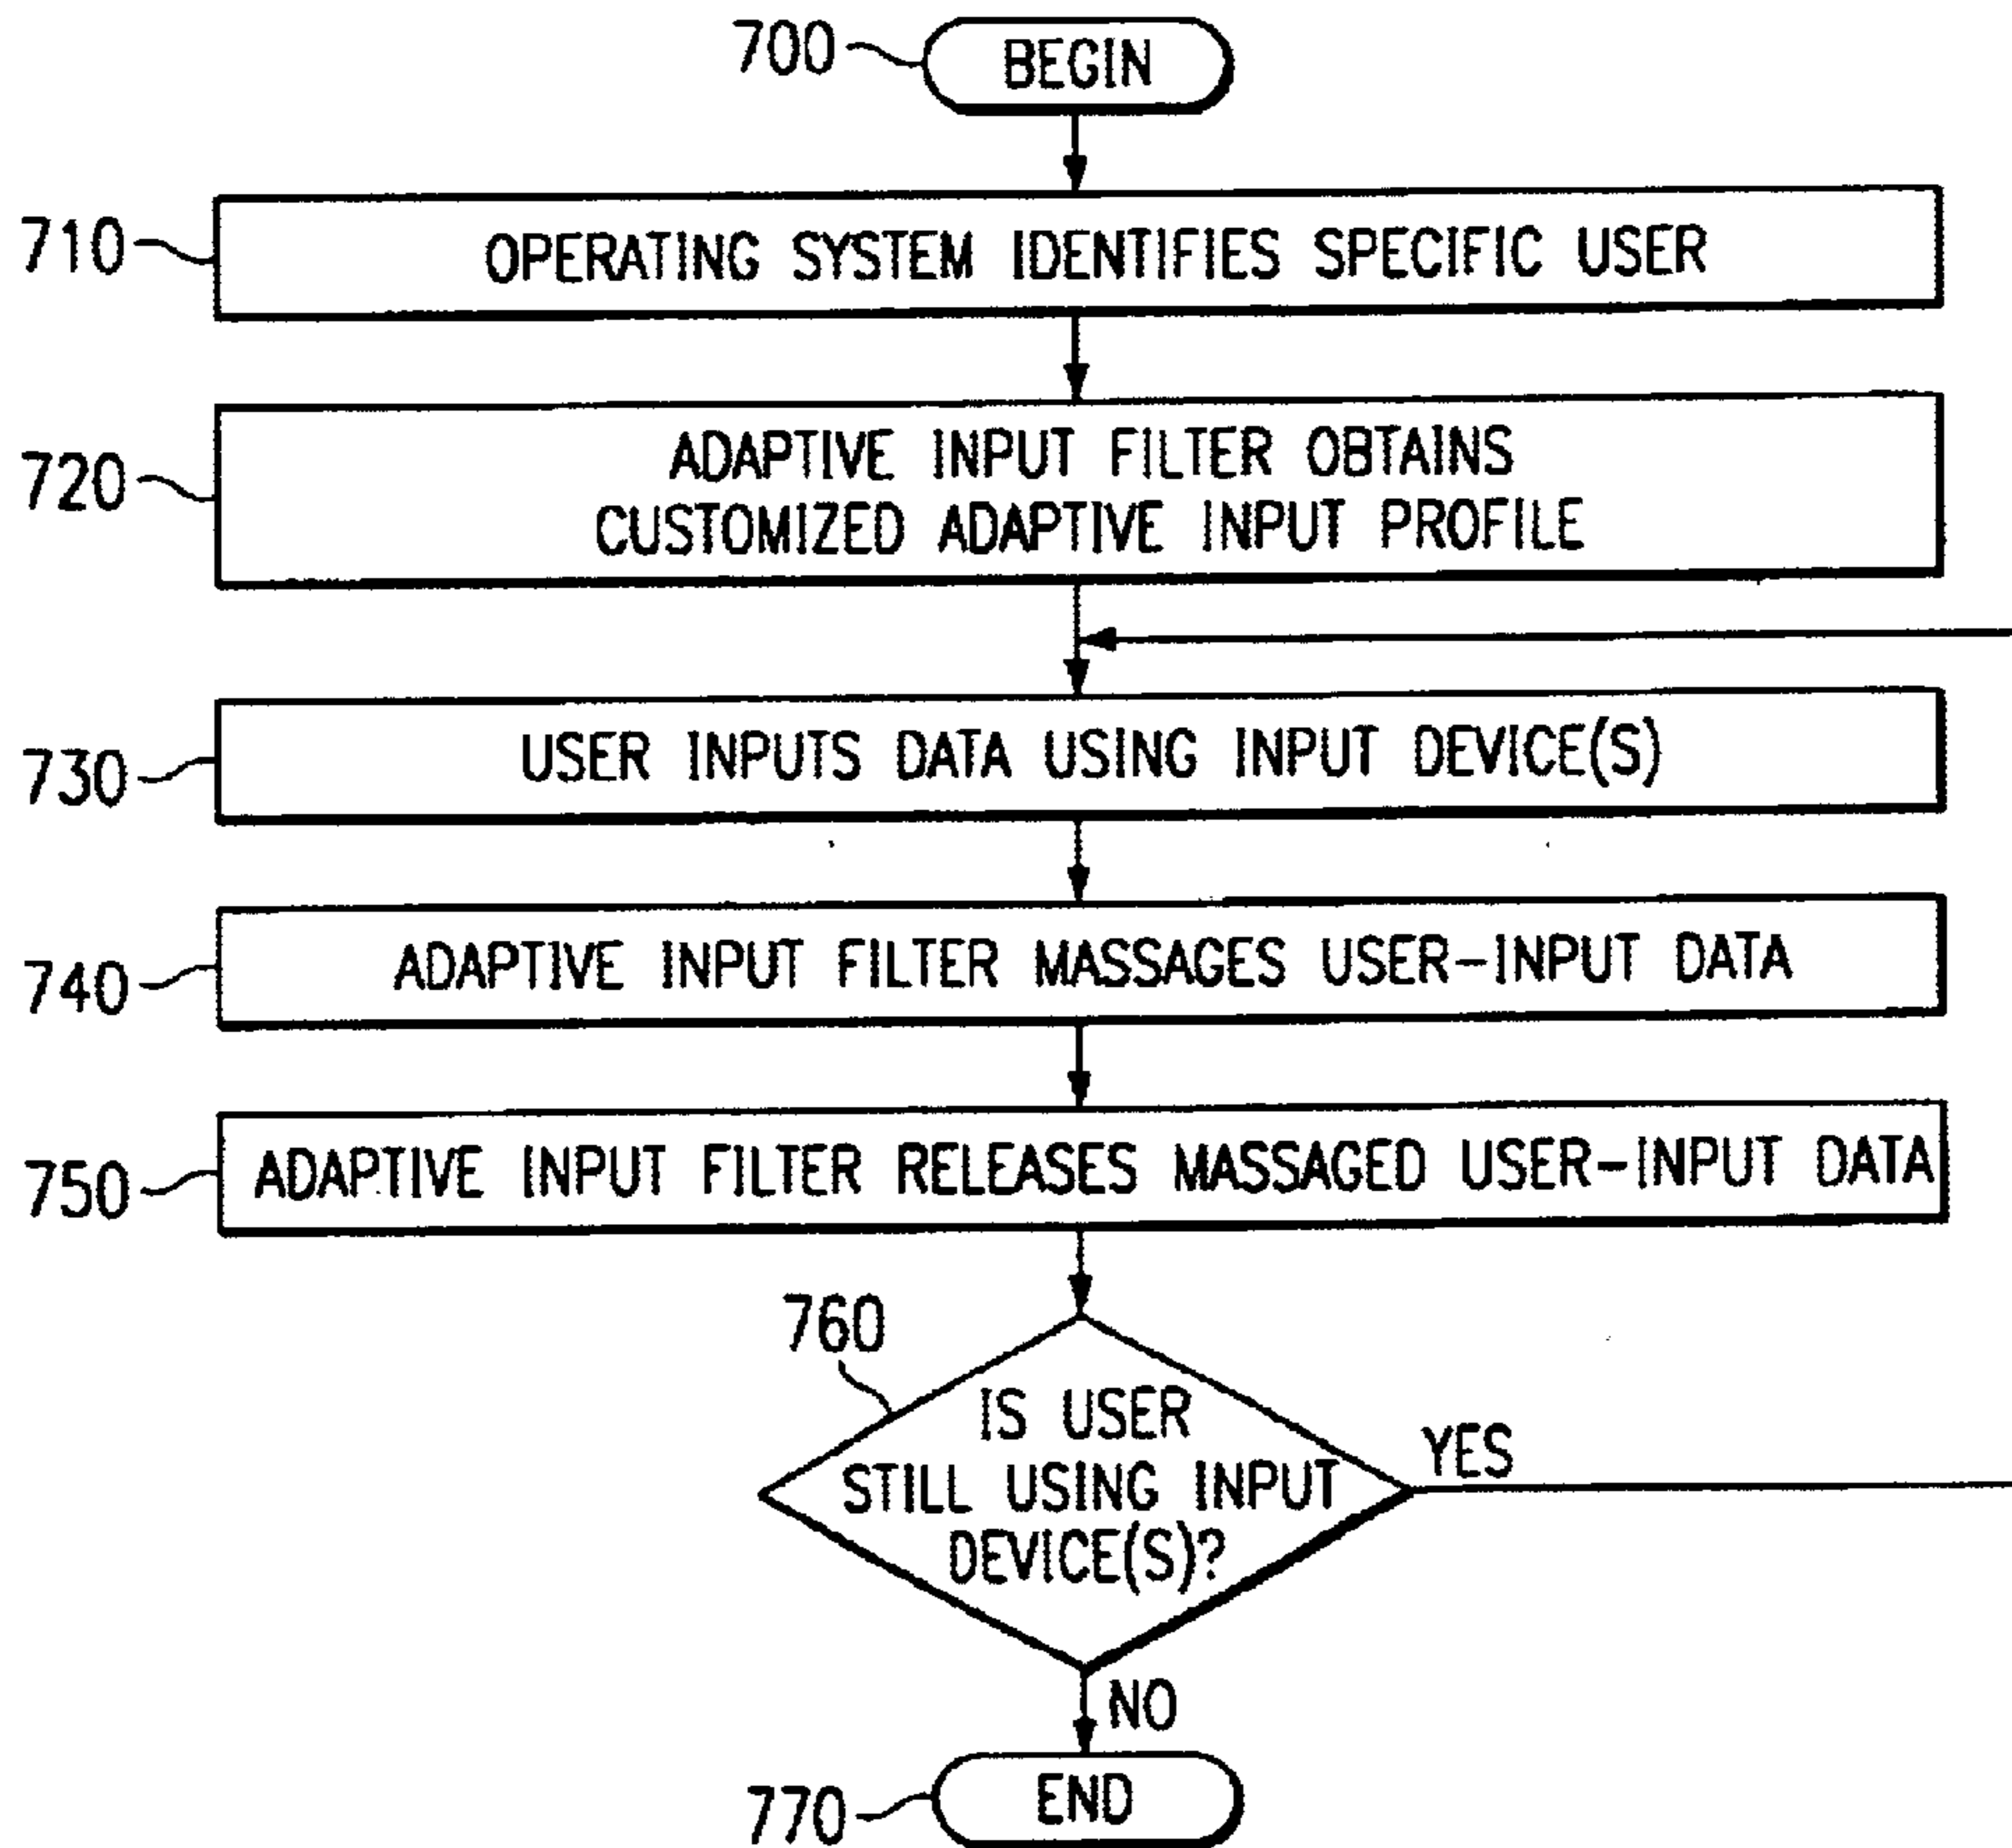 700
BEGIN
710
OPERATING SYSTEM IDENTIFIES SPECIFIC USER
720
ADAPTIVE INPUT FILTER OBTAINS
CUSTOMIZED ADAPTIVE INPUT PROFILE
730
USER INPUTS DATA USING INPUT DEVICE(S)
740
ADAPTIVE INPUT FILTER MASSAGES USER-INPUT DATA
750
ADAPTIVE INPUT FILTER RELEASES MASSAGED USER-INPUT DATA
760
IS USER
STILL USING INPUT
DEVICE(S)?
YES
NO
770
END